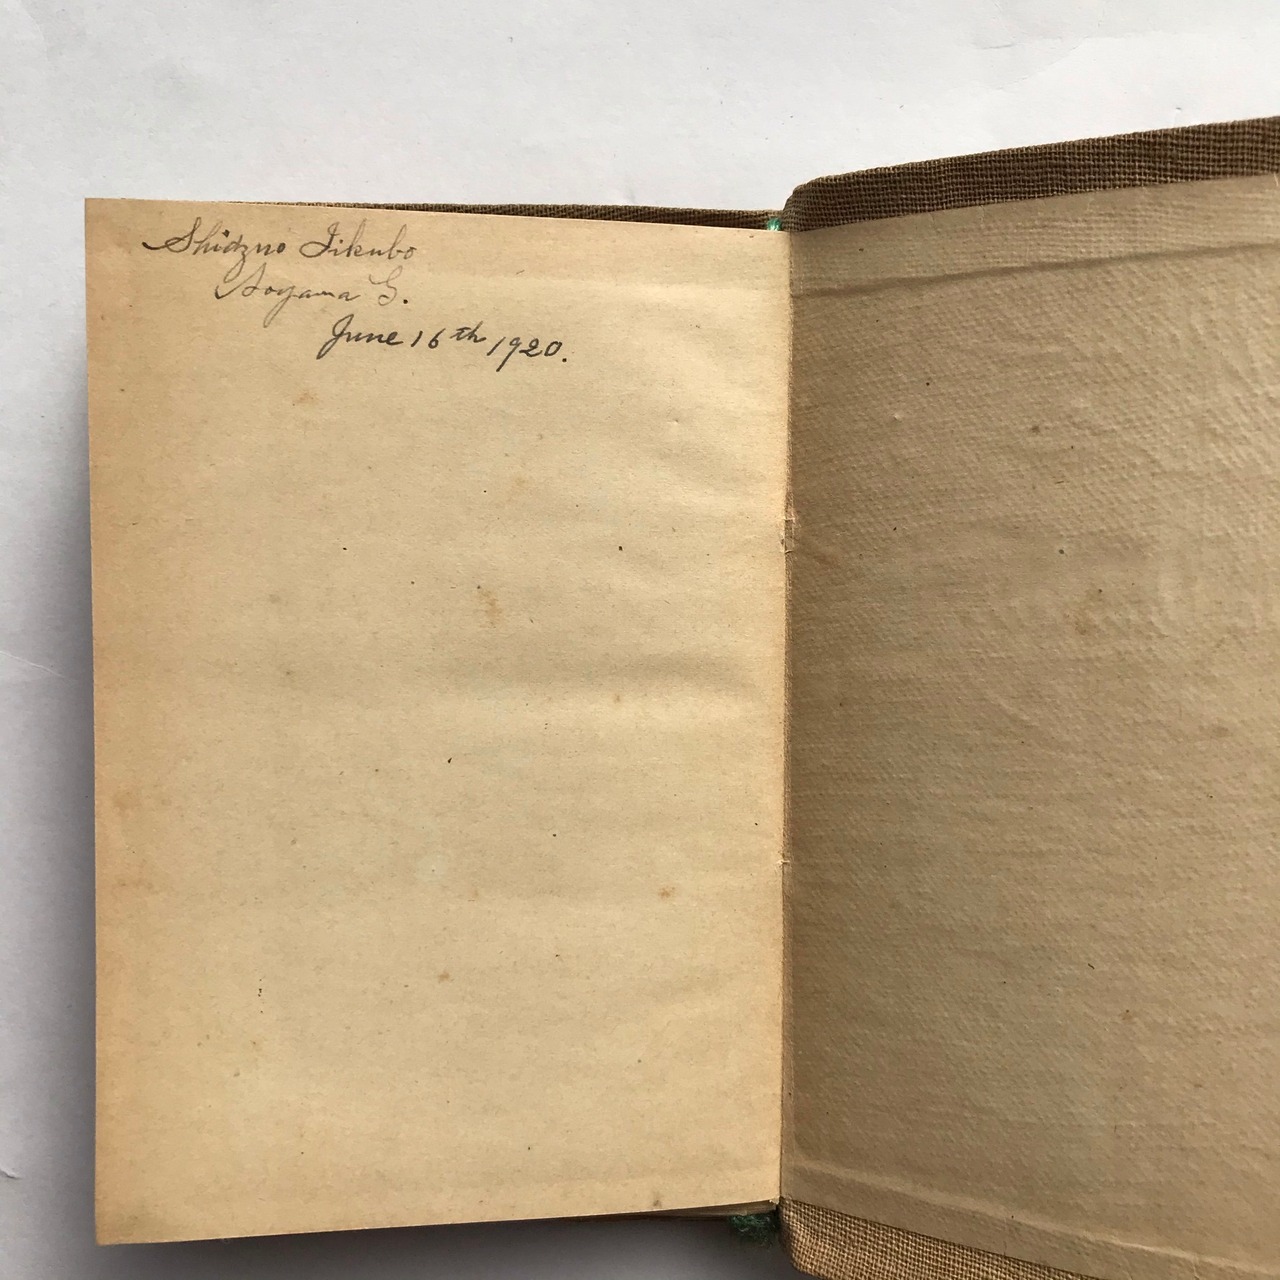 Shidzuo Iikubo
Aoyama G.
June 16th 1920.